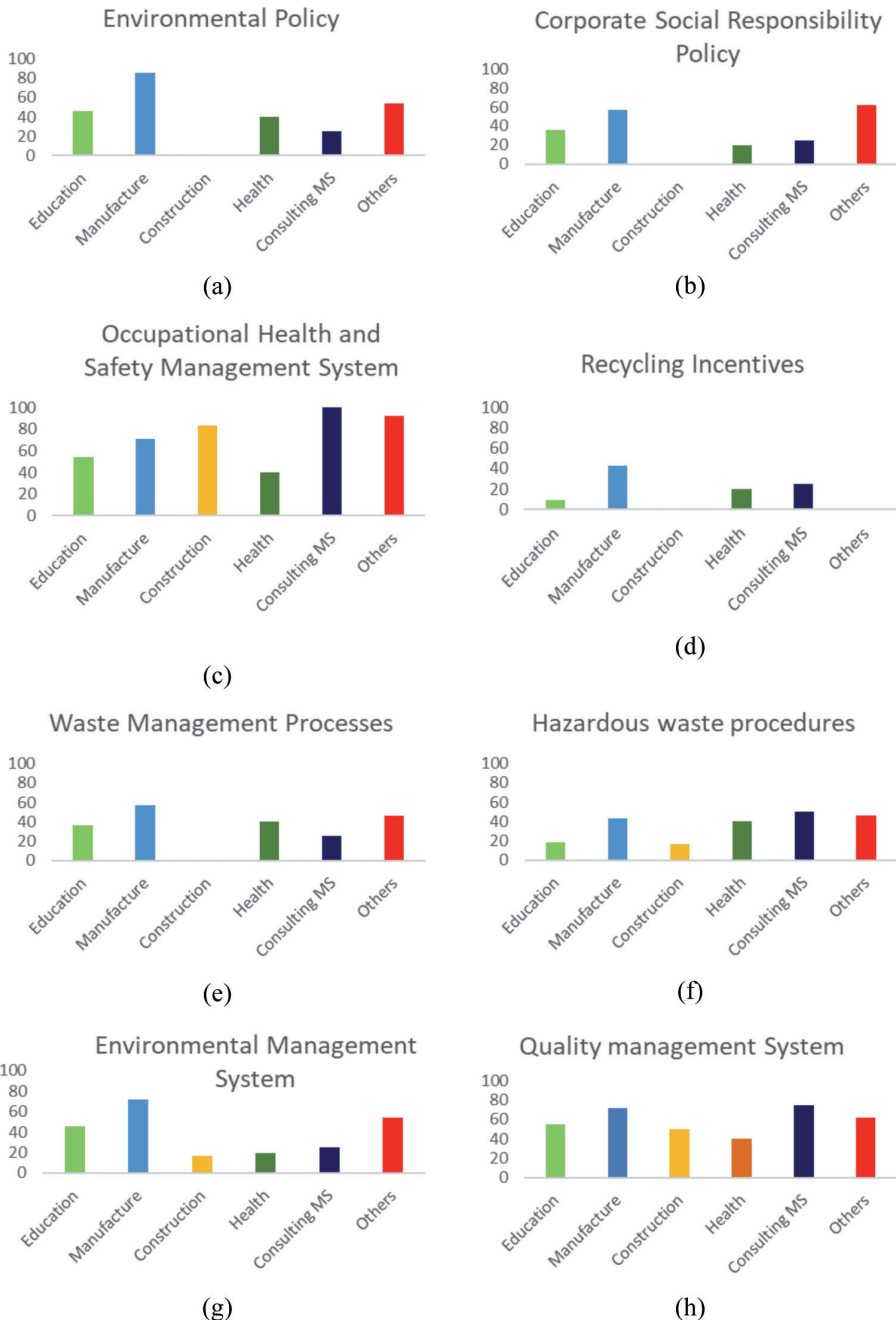 Environmental Policy
100
80
60
40
20
0
Education
Manufacture
Construction
Health
Consulting MS
Others
(a)
Corporate Social Responsibility
Policy
100
80
60
40
20
0
Education
Manufacture
Construction
Health
Consulting MS
Others
(b)
Occupational Health and
Safety Management System
100
80
60
40
20
0
Education
Manufacture
Construction
Health
Consulting MS
Others
(c)
Recycling Incentives
100
80
60
40
20
0
Education
Manufacture
Construction
Health
Consulting MS
Others
(d)
Waste Management Processes
100
80
60
40
20
0
Education
Manufacture
Construction
Health
Consulting MS
Others
(e)
Hazardous waste procedures
100
80
60
40
20
0
Education
Manufacture
Construction
Health
Consulting MS
Others
(f)
Environmental Management
System
100
80
60
40
20
0
Education
Manufacture
Construction
Health
Consulting MS
Others
(g)
Quality management System
100
80
60
40
20
0
Education
Manufacture
Construction
Health
Consulting MS
Others
(h)